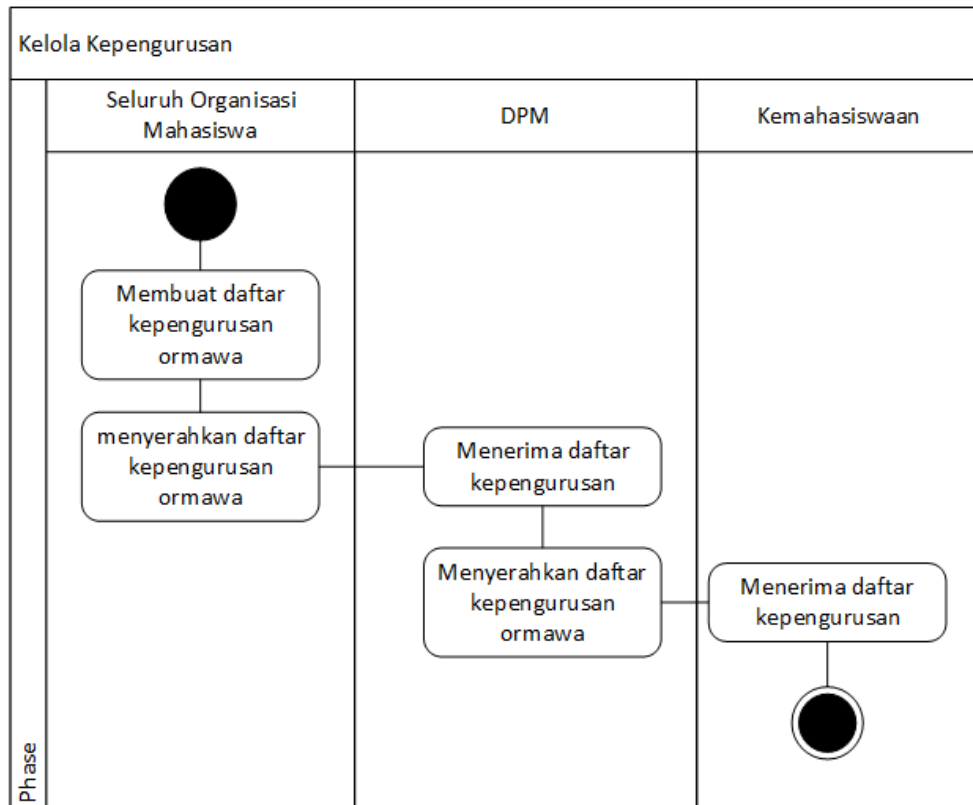 Kelola Kepengurusan
Seluruh Organisasi
Mahasiswa
DPM
Kemahasiswaan
Membuat daftar
kepengurusan
ormawa
menyerahkan daftar
kepengurusan
ormawa
Menerima daftar
kepengurusan
Menyerahkan daftar
kepengurusan
ormawa
Menerima daftar
kepengurusan
Phase